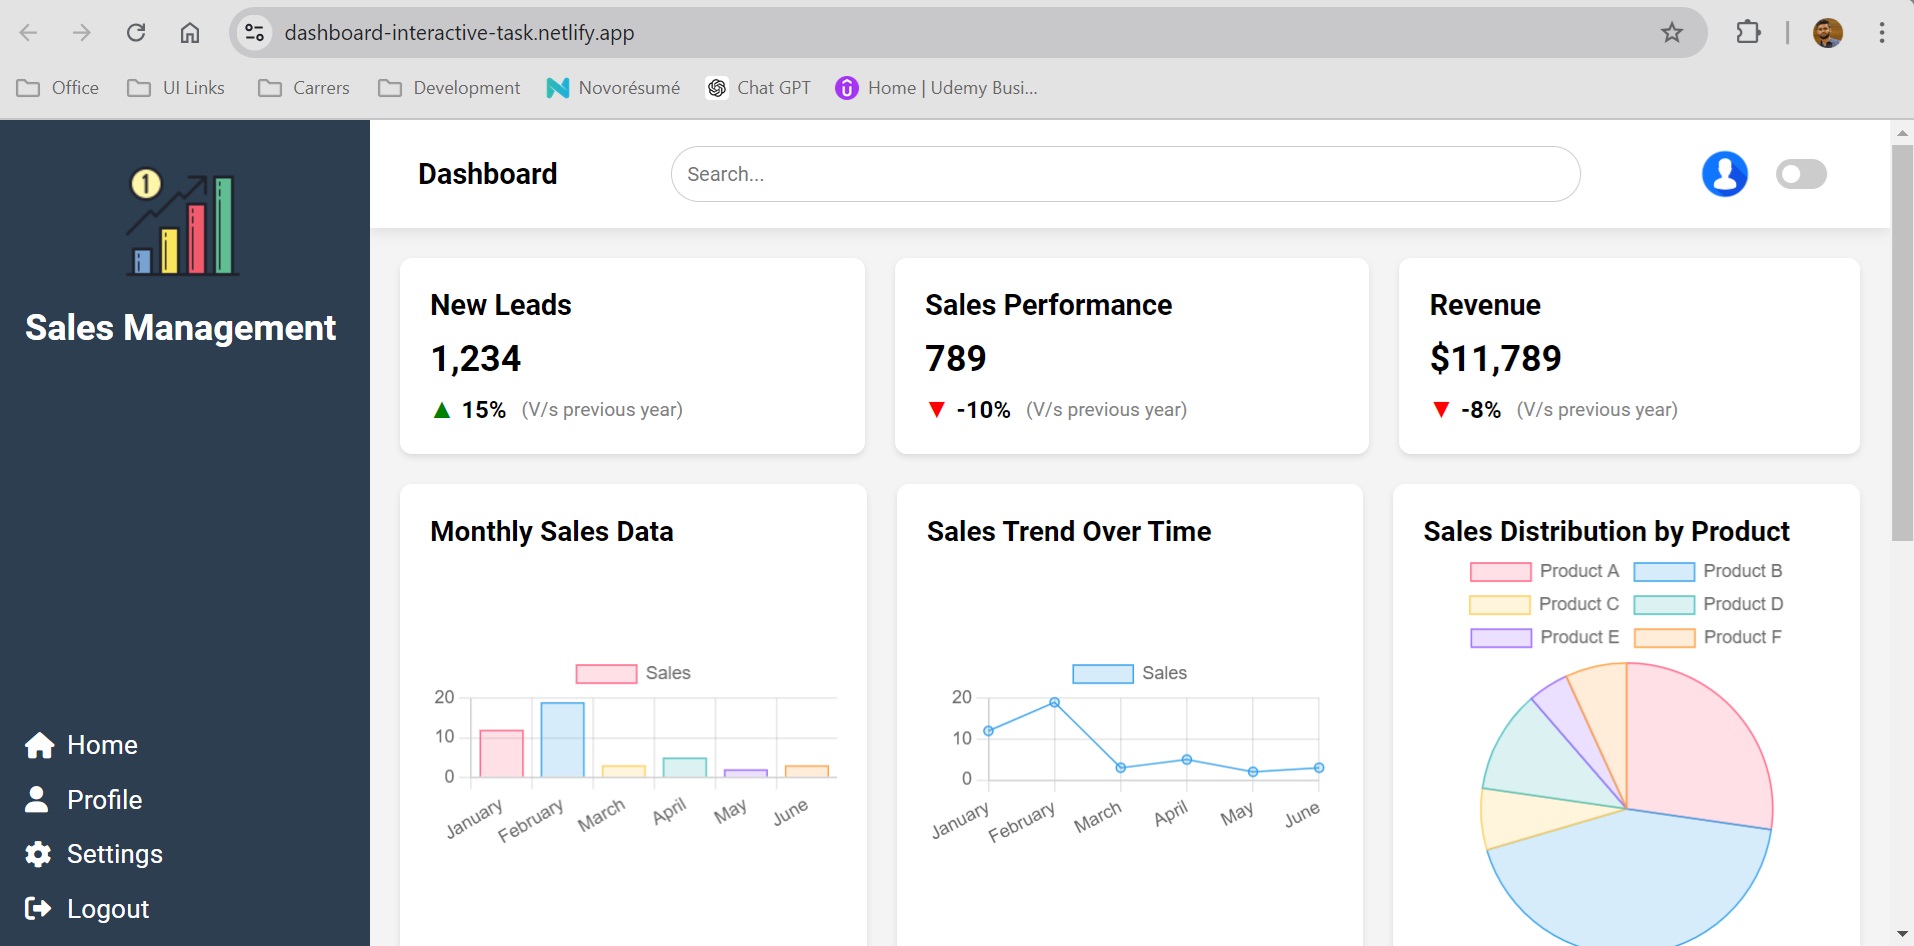 dashboard-interactive-task.netlify.app
Office UI Links Carrers Development Novorésumé Chat GPT Home | Udemy Busi...
1
Sales Management
Home
Profile
Settings
Logout
Dashboard
Search...
New Leads
1,234
▲ 15% (V/s previous year)
Sales Performance
789
▼ -10% (V/s previous year)
Revenue
$11,789
▼ -8% (V/s previous year)
Monthly Sales Data
Sales
20
10
0
January February March April May June
Sales Trend Over Time
Sales
20
10
0
January February March April May June
Sales Distribution by Product
Product A Product B
Product C Product D
Product E Product F